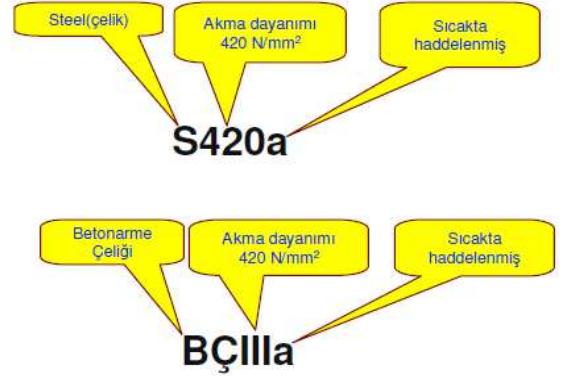 Steel(çelik)
Akma dayanımı
420 N/mm²
Sıcakta
haddelenmiş
S420a
Betonarme
Çeliği
Akma dayanımı
420 N/mm²
Sıcakta
haddelenmiş
BÇIIIa